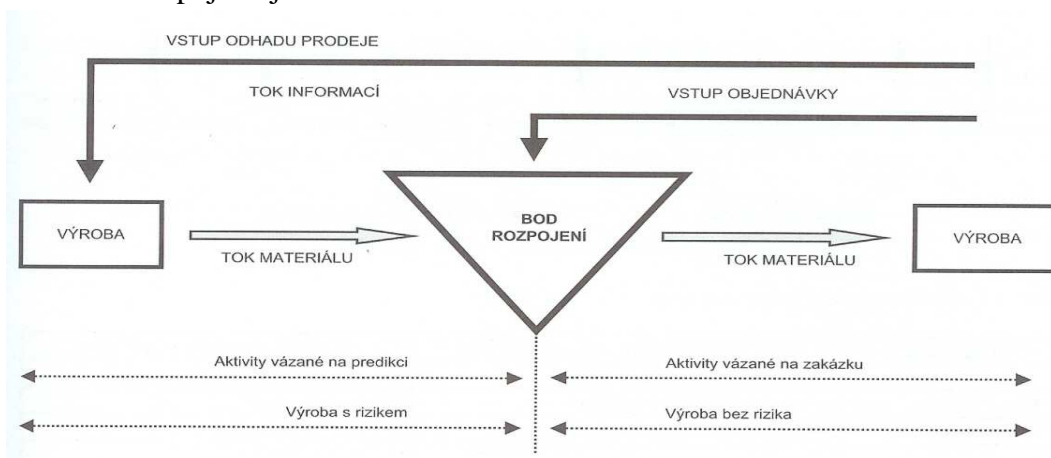 VSTUP ODHADU PRODEJE
TOK INFORMACÍ
VSTUP OBJEDNÁVKY
VÝROBA
TOK MATERIÁLU
BOD
ROZPOJENÍ
TOK MATERIÁLU
VÝROBA
Aktivity vázané na predikci
Aktivity vázané na zakázku
Výroba s rizikem
Výroba bez rizika